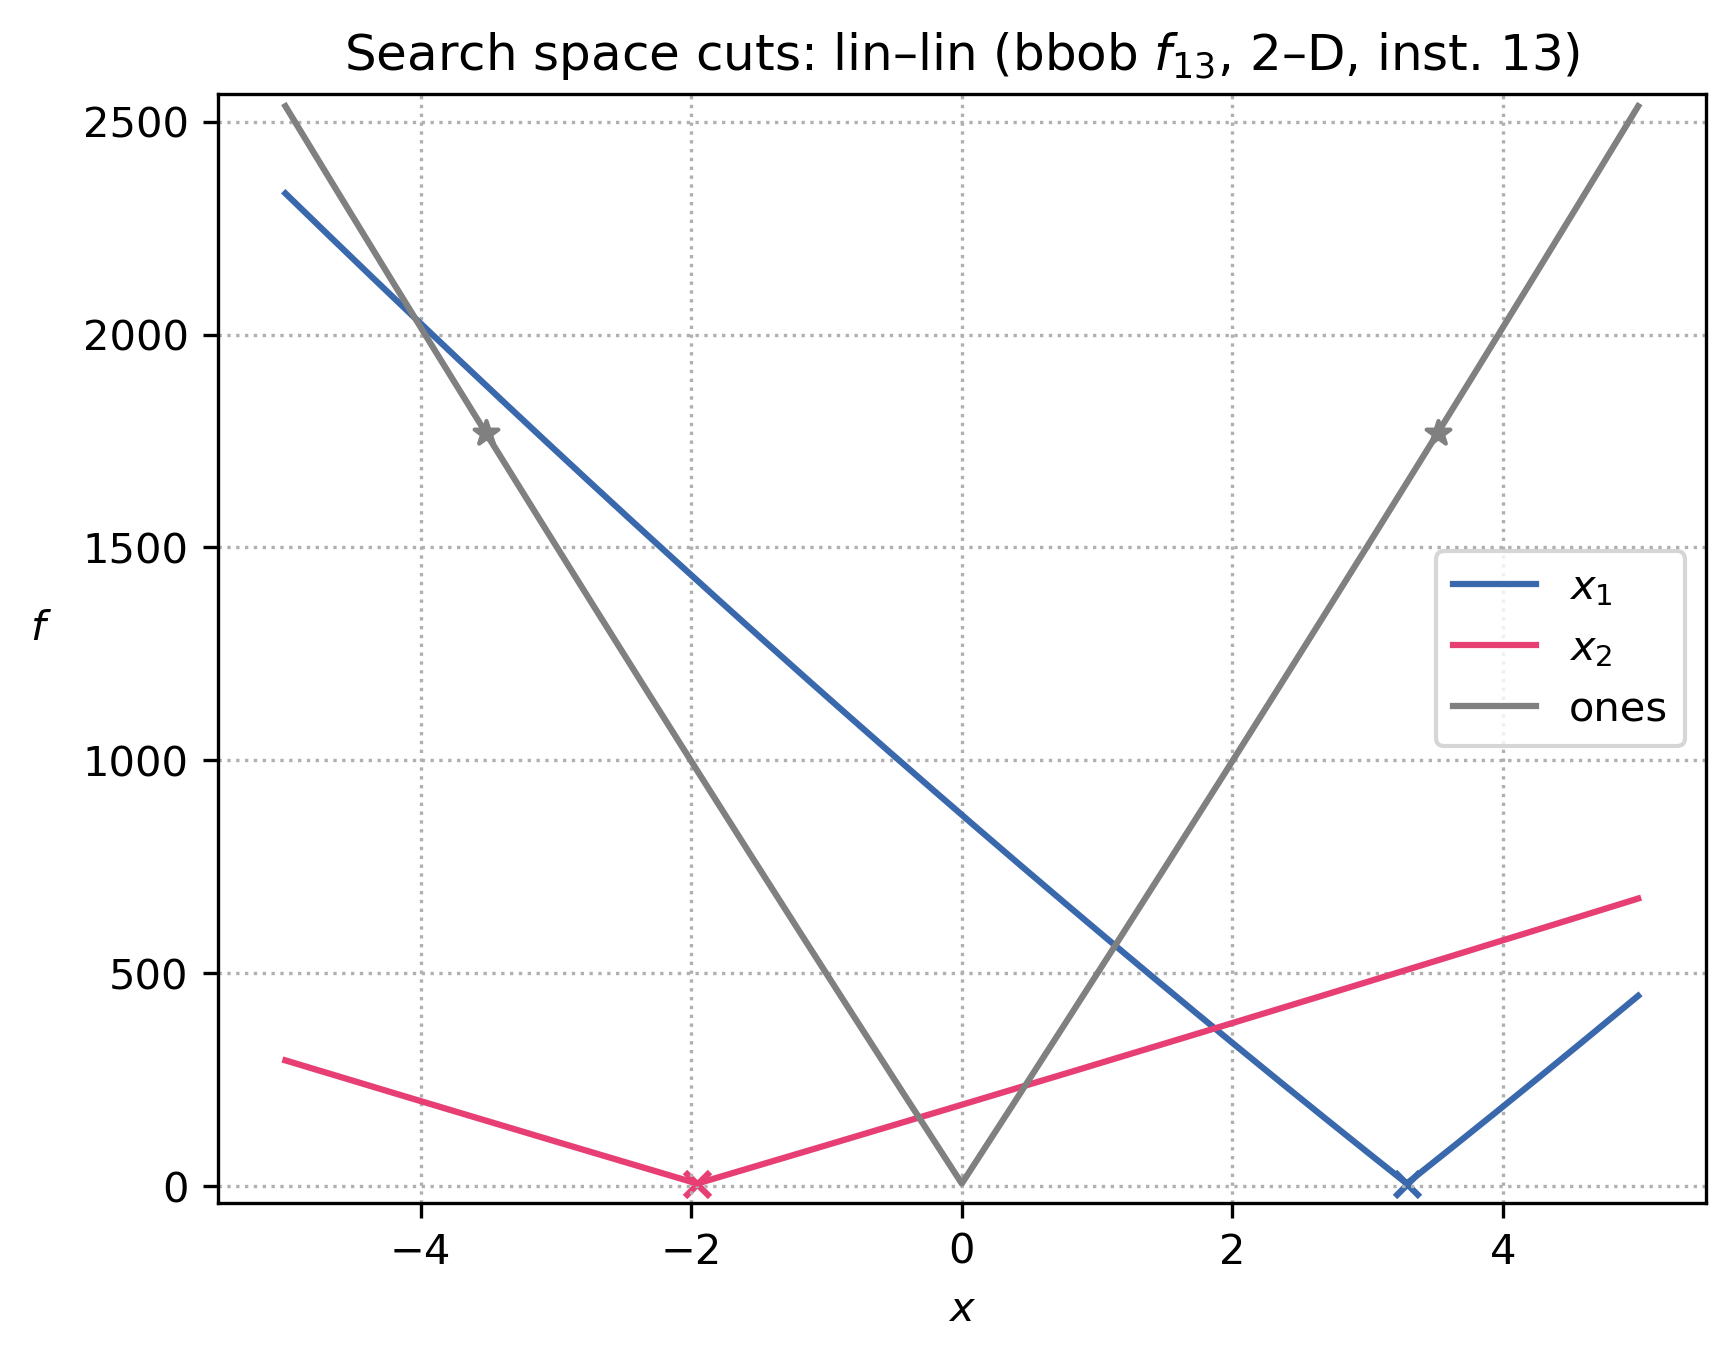 Search space cuts: lin–lin (bbob f₁₃, 2–D, inst. 13)
2500
2000
1500
1000
500
0
f
x₁
x₂
ones
−4 −2 0 2 4
x